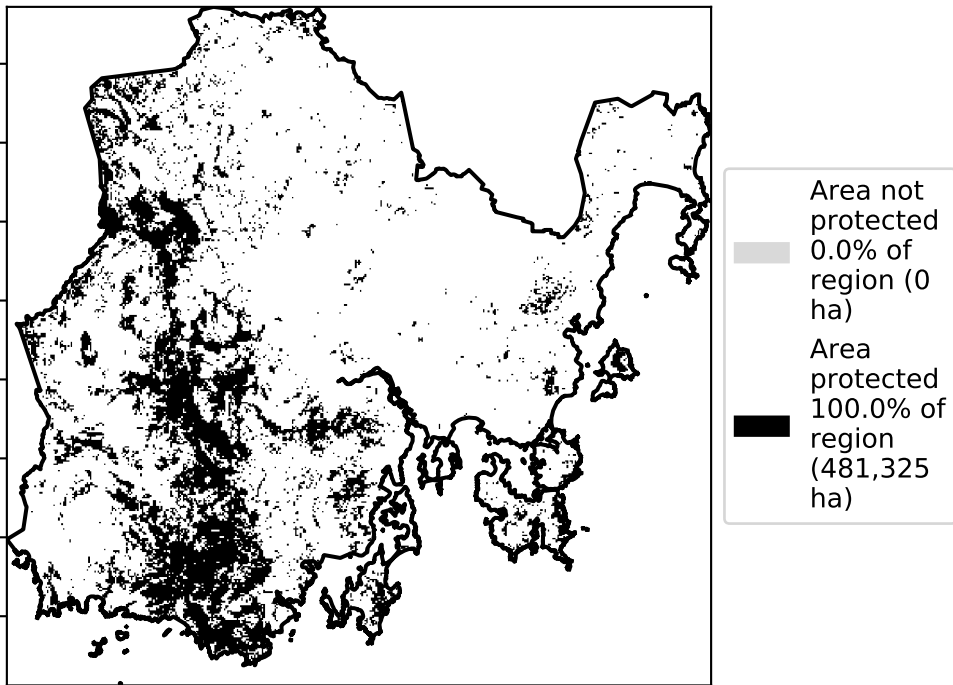 Area not
protected
0.0% of
region (0
ha)
Area
protected
100.0% of
region
(481,325
ha)